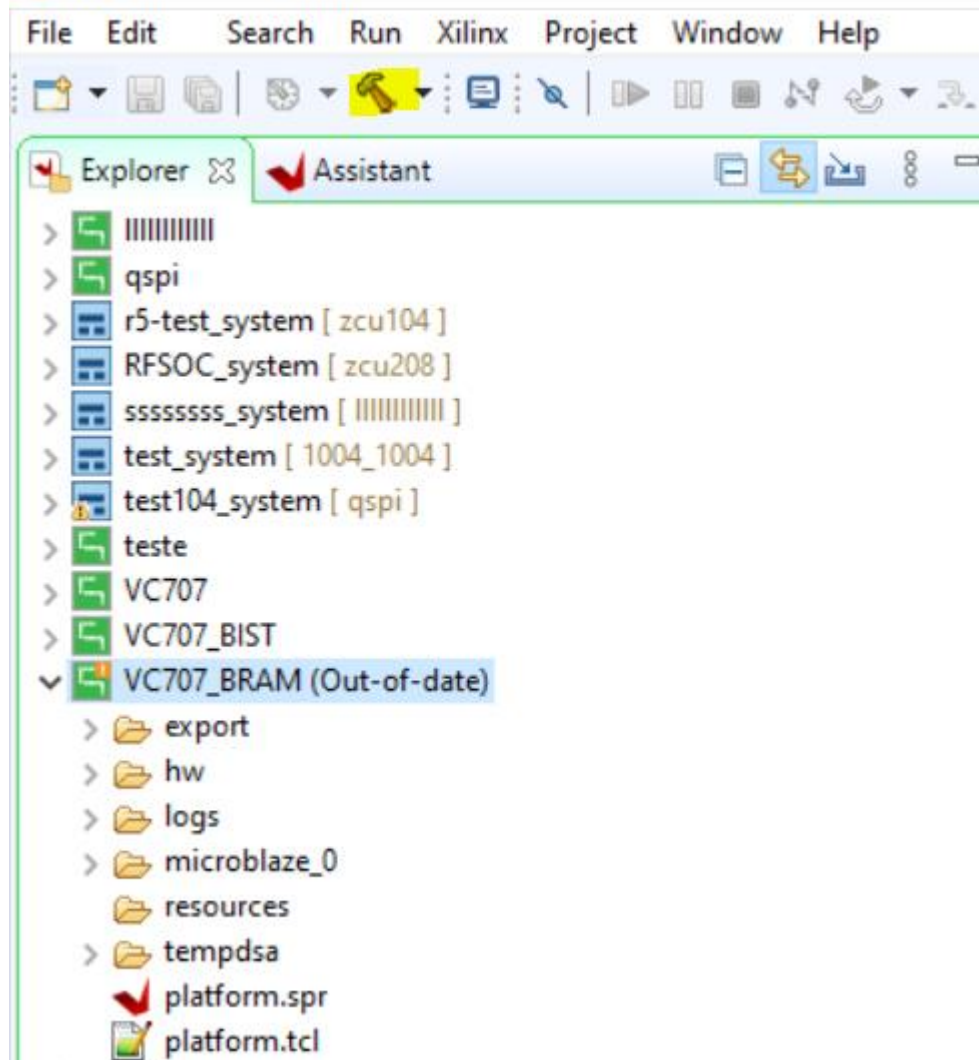 File Edit Search Run Xilinx Project Window Help
Explorer Assistant
llllllllllll
qspi
r5-test_system [ zcu104 ]
RFSOC_system [ zcu208 ]
ssssssss_system [ llllllllllll ]
test_system [ 1004_1004 ]
test104_system [ qspi ]
teste
VC707
VC707_BIST
VC707_BRAM (Out-of-date)
export
hw
logs
microblaze_0
resources
tempdsa
platform.spr
platform.tcl